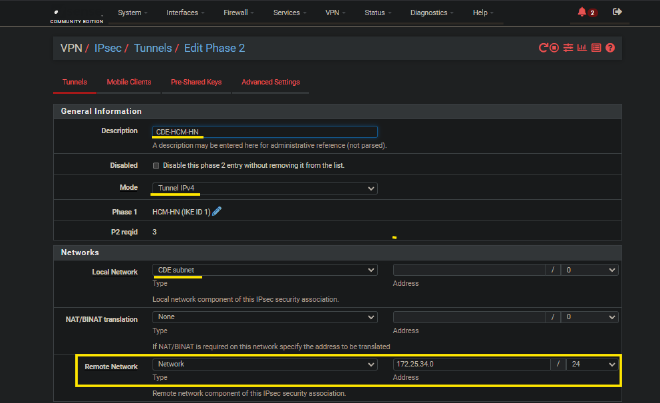 COMMUNITY EDITION
System Interfaces Firewall Services VPN Status Diagnostics Help 2
VPN / IPsec / Tunnels / Edit Phase 2
Tunnels Mobile Clients Pre-Shared Keys Advanced Settings
General Information
Description CDE-HCM-HN
A description may be entered here for administrative reference (not parsed).
Disabled Disable this phase 2 entry without removing it from the list.
Mode Tunnel IPv4
Phase 1 HCM-HN (IKE ID 1)
P2 reqid 3
Networks
Local Network CDE subnet / 0
Type Address
Local network component of this IPsec security association.
NAT/BINAT translation None / 0
Type Address
If NAT/BINAT is required on this network specify the address to be translated
Remote Network Network 172.25.34.0 / 24
Type Address
Remote network component of this IPsec security association.